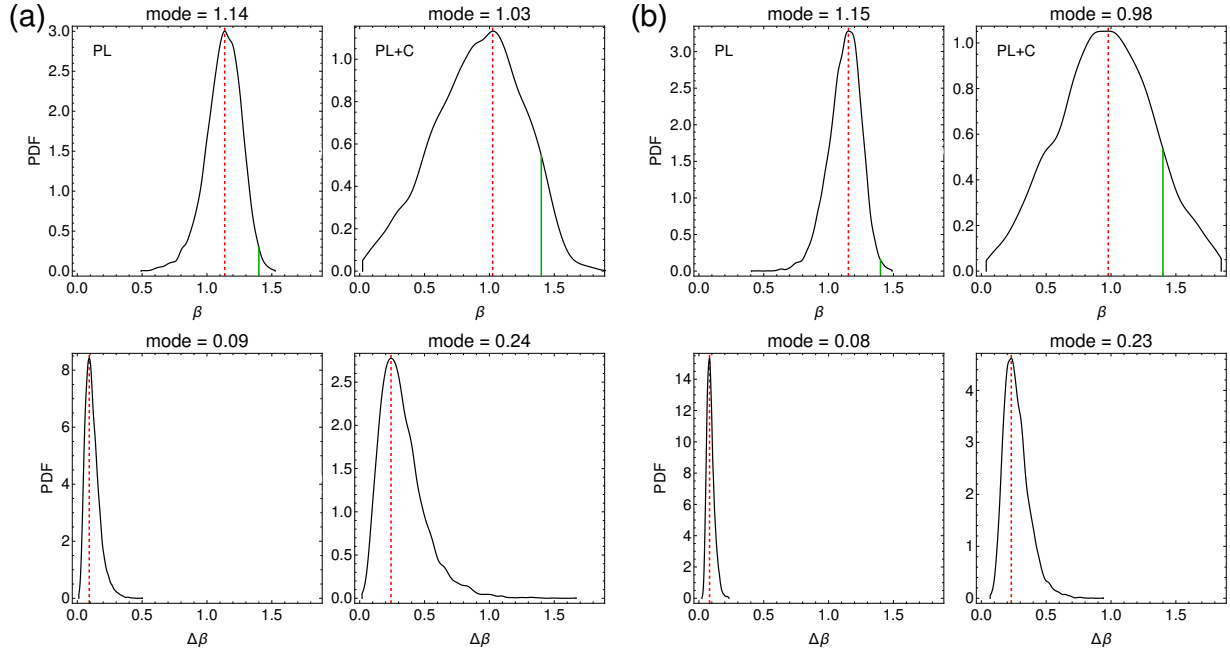 (a)
mode = 1.14
mode = 1.03
(b)
mode = 1.15
mode = 0.98
PL
PL+C
PL
PL+C
PDF
3.0
2.5
2.0
1.5
1.0
0.5
0.0
0.0 0.5 1.0 1.5
β
1.0
0.8
0.6
0.4
0.2
0.0
0.0 0.5 1.0 1.5
β
PDF
3.0
2.5
2.0
1.5
1.0
0.5
0.0
0.0 0.5 1.0 1.5
β
1.0
0.8
0.6
0.4
0.2
0.0
0.0 0.5 1.0 1.5
β
mode = 0.09
mode = 0.24
mode = 0.08
mode = 0.23
PDF
8
6
4
2
0
0.0 0.5 1.0 1.5
Δβ
2.5
2.0
1.5
1.0
0.5
0.0
0.0 0.5 1.0 1.5
Δβ
PDF
14
12
10
8
6
4
2
0
0.0 0.5 1.0 1.5
Δβ
4
3
2
1
0
0.0 0.5 1.0 1.5
Δβ